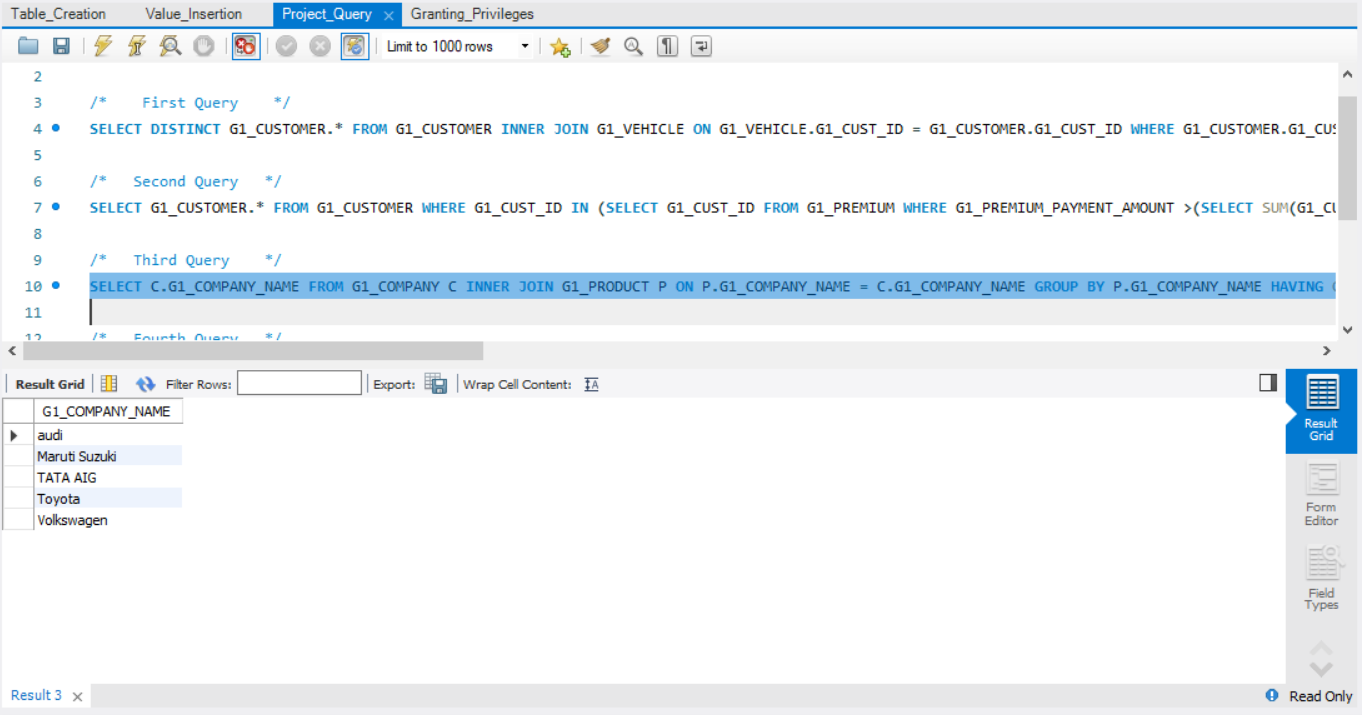 Table_Creation Value_Insertion Project_Query Granting_Privileges
Limit to 1000 rows
2
3 /* First Query */
4 SELECT DISTINCT G1_CUSTOMER.* FROM G1_CUSTOMER INNER JOIN G1_VEHICLE ON G1_VEHICLE.G1_CUST_ID = G1_CUSTOMER.G1_CUST_ID WHERE G1_CUSTOMER.G1_CUS
5
6 /* Second Query */
7 SELECT G1_CUSTOMER.* FROM G1_CUSTOMER WHERE G1_CUST_ID IN (SELECT G1_CUST_ID FROM G1_PREMIUM WHERE G1_PREMIUM_PAYMENT_AMOUNT >(SELECT SUM(G1_CU
8
9 /* Third Query */
10 SELECT C.G1_COMPANY_NAME FROM G1_COMPANY C INNER JOIN G1_PRODUCT P ON P.G1_COMPANY_NAME = C.G1_COMPANY_NAME GROUP BY P.G1_COMPANY_NAME HAVING
11
12 /* Fourth Query */
Result Grid Filter Rows: Export: Wrap Cell Content: IA
G1_COMPANY_NAME
audi
Maruti Suzuki
TATA AIG
Toyota
Volkswagen
Result
Grid
Form
Editor
Field
Types
Result 3
Read Only